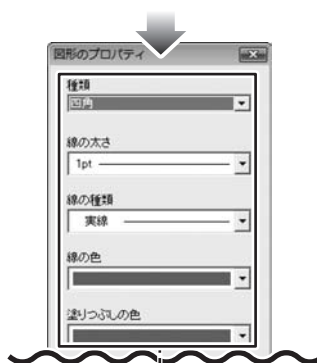 図形のプロパティ
種類
四角
線の太さ
1pt
線の種類
実線
線の色
塗りつぶしの色